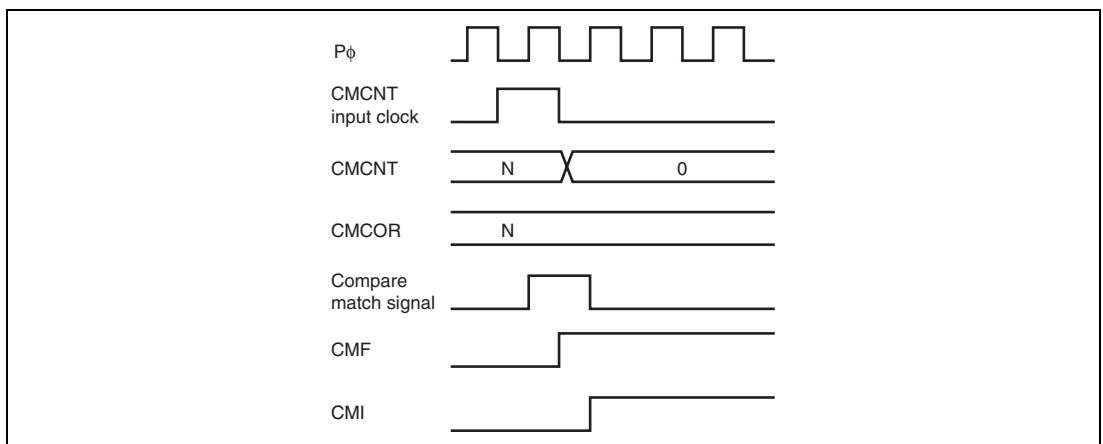 Pφ
CMCNT
input clock
CMCNT
N
0
CMCOR
N
Compare
match signal
CMF
CMI